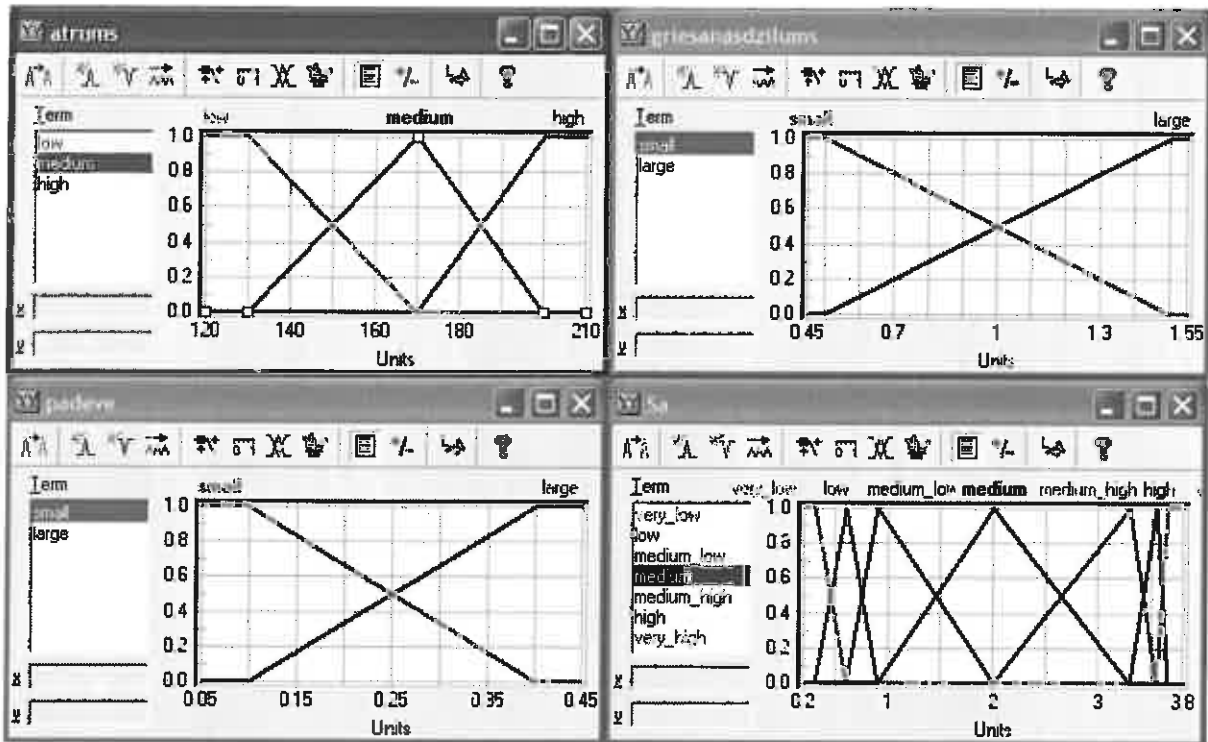 atrums
Term
low
medium
high
low medium high
1.0
0.8
0.6
0.4
0.2
0.0
120 140 160 180 210
Units
griesanasdzilums
Term
small
large
small large
1.0
0.8
0.6
0.4
0.2
0.0
0.45 0.7 1 1.3 1.55
Units
padeve
Term
small
large
small large
1.0
0.8
0.6
0.4
0.2
0.0
0.05 0.15 0.25 0.35 0.45
Units
Sa
Term
very_low
low
medium_low
medium
medium_high
high
very_high
very_low low medium_low medium medium_high high
1.0
0.8
0.6
0.4
0.2
0.0
0.2 1 2 3 3.8
Units